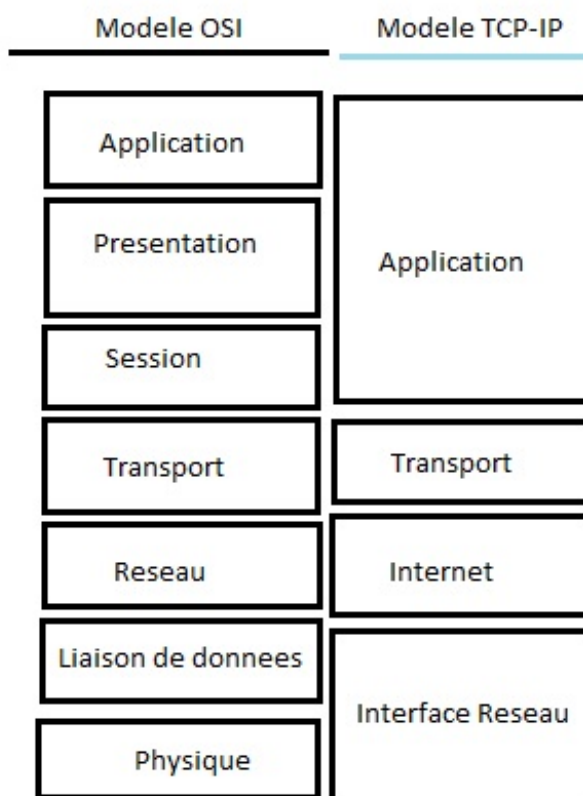 Modele OSI
Modele TCP-IP
Application
Presentation
Session
Transport
Reseau
Liaison de donnees
Physique
Application
Transport
Internet
Interface Reseau